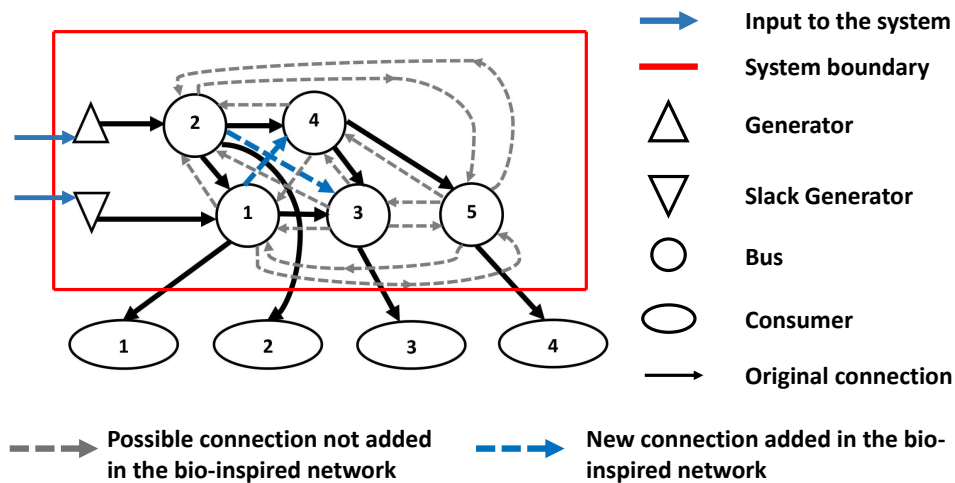 Input to the system
System boundary
Generator
Slack Generator
Bus
Consumer
Original connection
2
4
1
3
5
1
2
3
4
Possible connection not added
in the bio-inspired network
New connection added in the bio-
inspired network